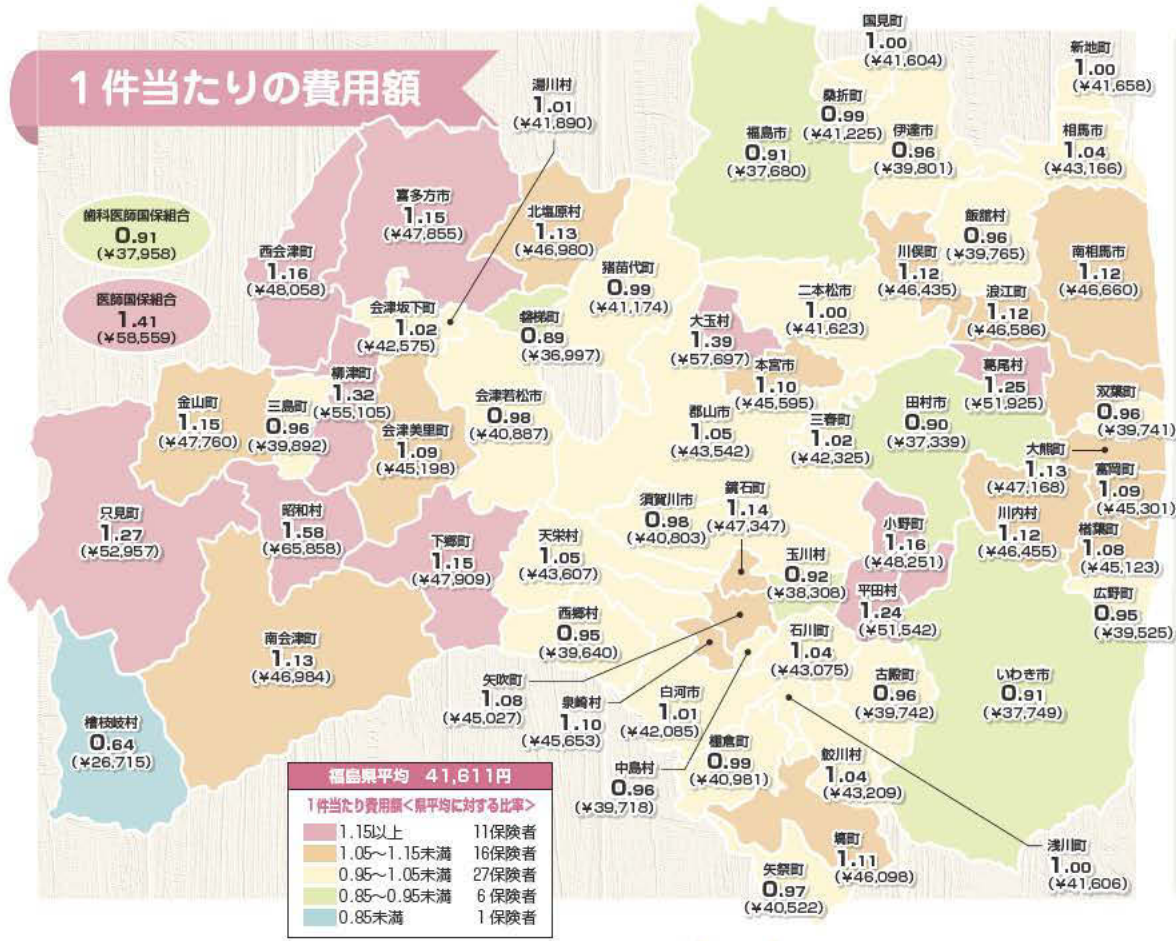 1件当たりの費用額
国見町
1.00
(¥41,604)
新地町
1.00
(¥41,658)
湯川村
1.01
(¥41,890)
桑折町
0.99
(¥41,225)
福島市
0.91
(¥37,680)
伊達市
0.96
(¥39,801)
相馬市
1.04
(¥43,166)
歯科医師国保組合
0.91
(¥37,958)
医師国保組合
1.41
(¥58,559)
喜多方市
1.15
(¥47,855)
北塩原村
1.13
(¥46,980)
西会津町
1.16
(¥48,058)
猪苗代町
0.99
(¥41,174)
飯舘村
0.96
(¥39,765)
川俣町
1.12
(¥46,435)
南相馬市
1.12
(¥46,660)
会津坂下町
1.02
(¥42,575)
磐梯町
0.89
(¥36,997)
二本松市
1.00
(¥41,623)
浪江町
1.12
(¥46,586)
大玉村
1.39
(¥57,697)
本宮市
1.10
(¥45,595)
葛尾村
1.25
(¥51,925)
柳津町
1.32
(¥55,105)
金山町
1.15
(¥47,760)
三島町
0.96
(¥39,892)
会津若松市
0.98
(¥40,887)
会津美里町
1.09
(¥45,198)
郡山市
1.05
(¥43,542)
三春町
1.02
(¥42,325)
田村市
0.90
(¥37,339)
双葉町
0.96
(¥39,741)
大熊町
1.13
(¥47,168)
富岡町
1.09
(¥45,301)
只見町
1.27
(¥52,957)
昭和村
1.58
(¥65,858)
下郷町
1.15
(¥47,909)
天栄村
1.05
(¥43,607)
須賀川市
0.98
(¥40,803)
鏡石町
1.14
(¥47,347)
小野町
1.16
(¥48,251)
川内村
1.12
(¥46,455)
楢葉町
1.08
(¥45,123)
玉川村
0.92
(¥38,308)
平田村
1.24
(¥51,542)
広野町
0.95
(¥39,525)
西郷村
0.95
(¥39,640)
石川町
1.04
(¥43,075)
南会津町
1.13
(¥46,984)
矢吹町
1.08
(¥45,027)
泉崎村
1.10
(¥45,653)
白河市
1.01
(¥42,085)
古殿町
0.96
(¥39,742)
いわき市
0.91
(¥37,749)
檜枝岐村
0.64
(¥26,715)
中島村
0.96
(¥39,718)
棚倉町
0.99
(¥40,981)
鮫川村
1.04
(¥43,209)
塙町
1.11
(¥46,098)
矢祭町
0.97
(¥40,522)
浅川町
1.00
(¥41,606)
福島県平均 41,611円
1件当たり費用額<県平均に対する比率>
1.15以上 11保険者
1.05～1.15未満 16保険者
0.95～1.05未満 27保険者
0.85～0.95未満 6保険者
0.85未満 1保険者